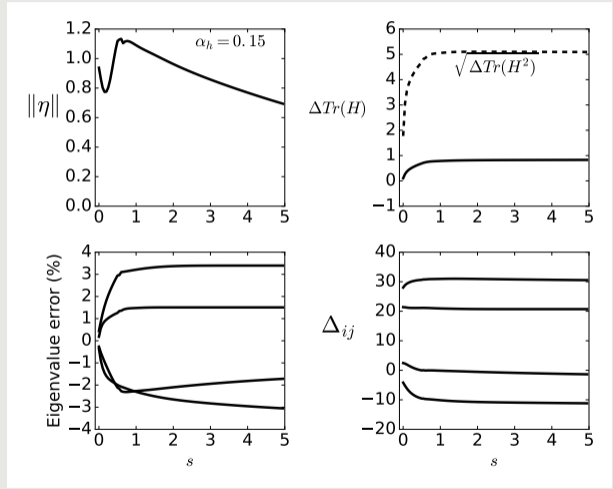 1.2
1.0
0.8
0.6
0.4
0.2
0.0
0 1 2 3 4 5
‖η‖
α_h = 0.15
6
5
4
3
2
1
0
−1
0 1 2 3 4 5
ΔTr(H)
√ΔTr(H²)
4
3
2
1
0
−1
−2
−3
−4
0 1 2 3 4 5
Eigenvalue error (%)
s
40
30
20
10
0
−10
−20
0 1 2 3 4 5
Δ_ij
s